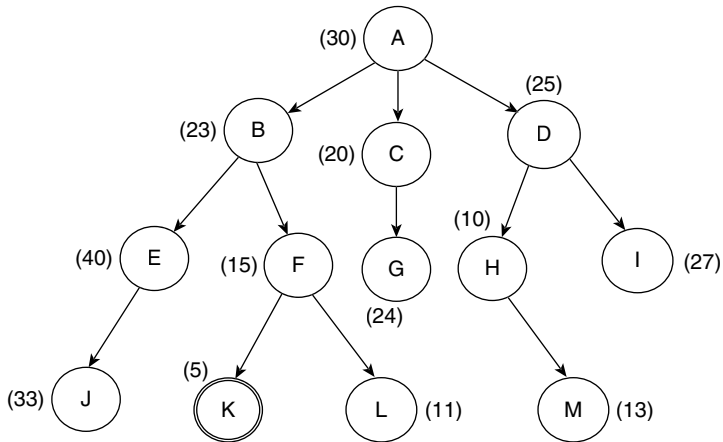 (30) A
(25)
(23) B
(20) C
D
(40) E
(15) F
G
(24)
(10)
H
I (27)
(33) J
(5)
K
L (11)
M (13)